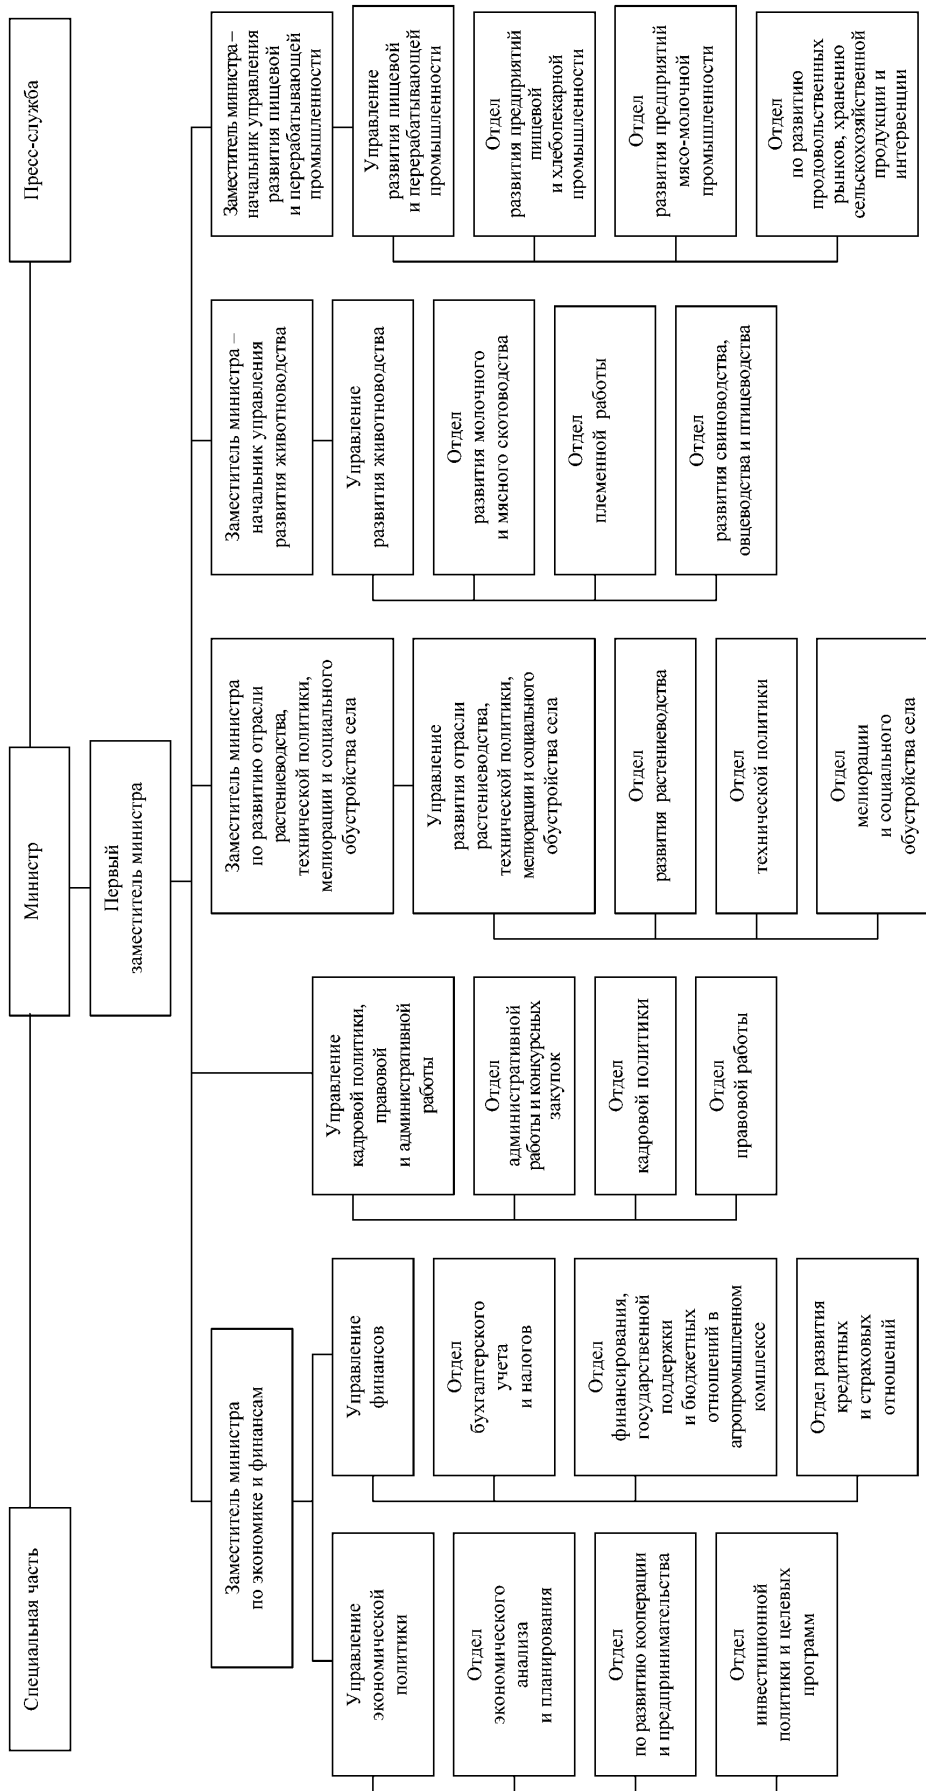 Специальная часть
Министр
Пресс-служба
Первый
заместитель министра
Заместитель министра
по экономике и финансам
Управление
экономической
политики
Отдел
экономического
анализа
и планирования
Отдел
по развитию кооперации
и предпринимательства
Отдел
инвестиционной
политики и целевых
программ
Управление
финансов
Отдел
бухгалтерского
учета
и налогов
Отдел
финансирования,
государственной
поддержки
и бюджетных
отношений в
агропромышленном
комплексе
Отдел развития
кредитных
и страховых
отношений
Управление
кадровой политики,
правовой
и административной
работы
Отдел
административной
работы и конкурсных
закупок
Отдел
кадровой политики
Отдел
правовой работы
Заместитель министра
по развитию отрасли
растениеводства,
технической политики,
мелиорации и социального
обустройства села
Управление
развития отрасли
растениеводства,
технической политики,
мелиорации и социального
обустройства села
Отдел
развития растениеводства
Отдел
технической политики
Отдел
мелиорации
и социального
обустройства села
Заместитель министра –
начальник управления
развития животноводства
Управление
развития животноводства
Отдел
развития молочного
и мясного скотоводства
Отдел
племенной работы
Отдел
развития свиноводства,
овцеводства и птицеводства
Заместитель министра –
начальник управления
развития пищевой
и перерабатывающей
промышленности
Управление
развития пищевой
и перерабатывающей
промышленности
Отдел
развития предприятий
пищевой
и хлебопекарной
промышленности
Отдел
развития предприятий
мясо-молочной
промышленности
Отдел
по развитию
продовольственных
рынков, хранению
сельскохозяйственной
продукции и
интервенции